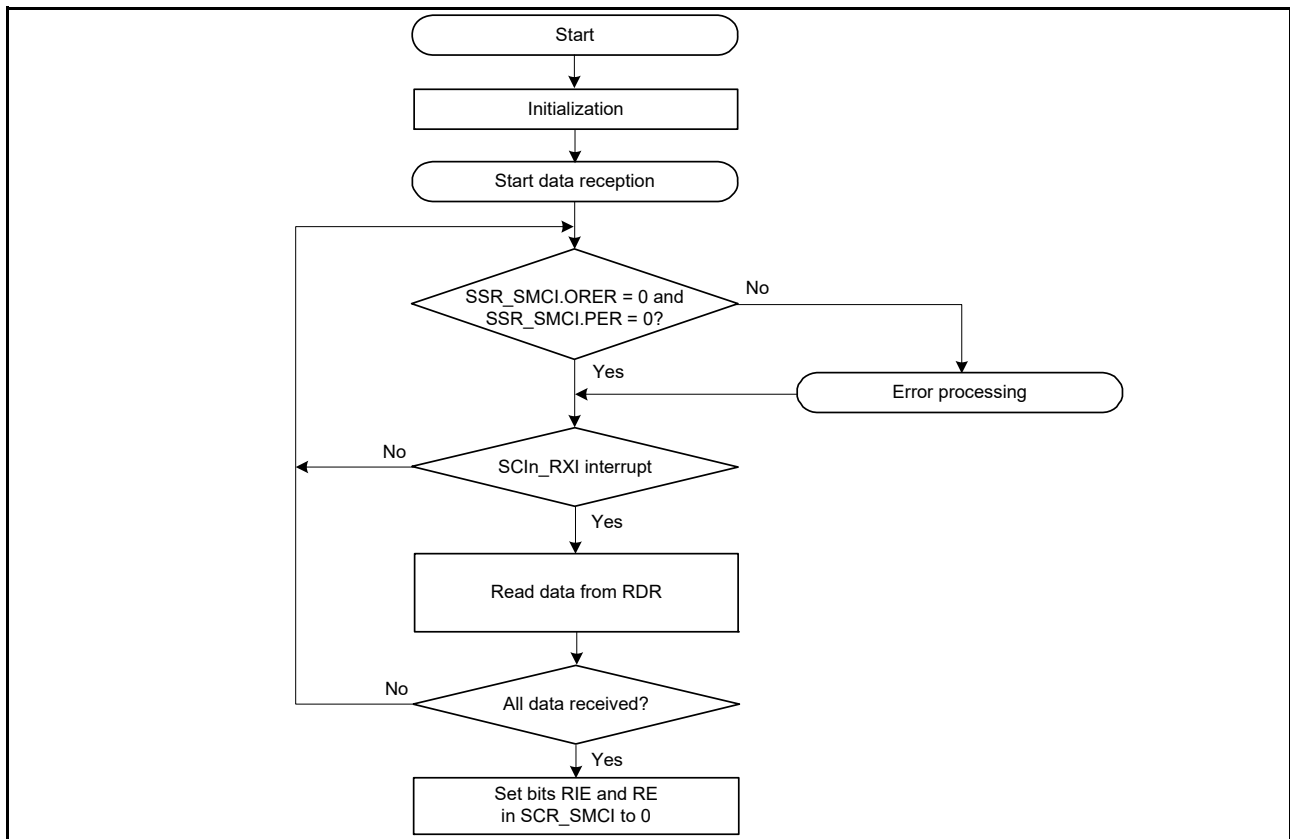 Start
Initialization
Start data reception
SSR_SMCI.ORER = 0 and
SSR_SMCI.PER = 0?
No
Yes
Error processing
No
SCIn_RXI interrupt
Yes
Read data from RDR
No
All data received?
Yes
Set bits RIE and RE
in SCR_SMCI to 0